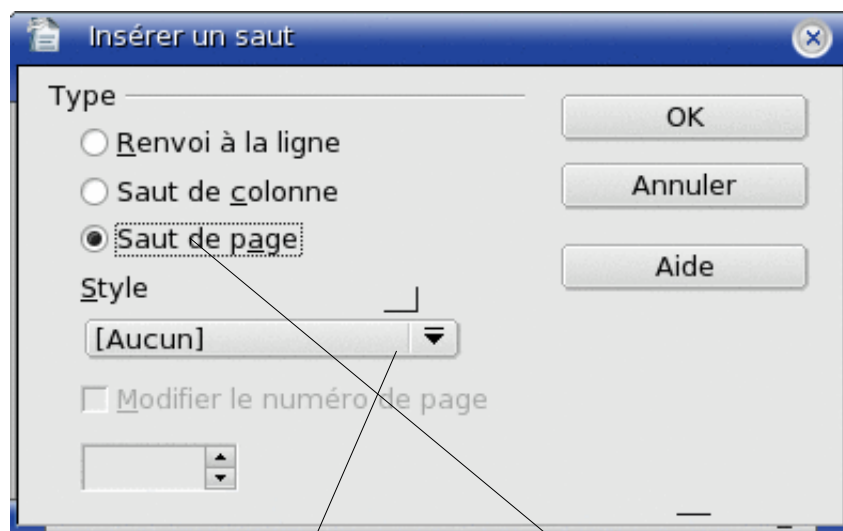 Insérer un saut
Type
Renvoi à la ligne
Saut de colonne
Saut de page
Style
[Aucun]
Modifier le numéro de page
OK
Annuler
Aide